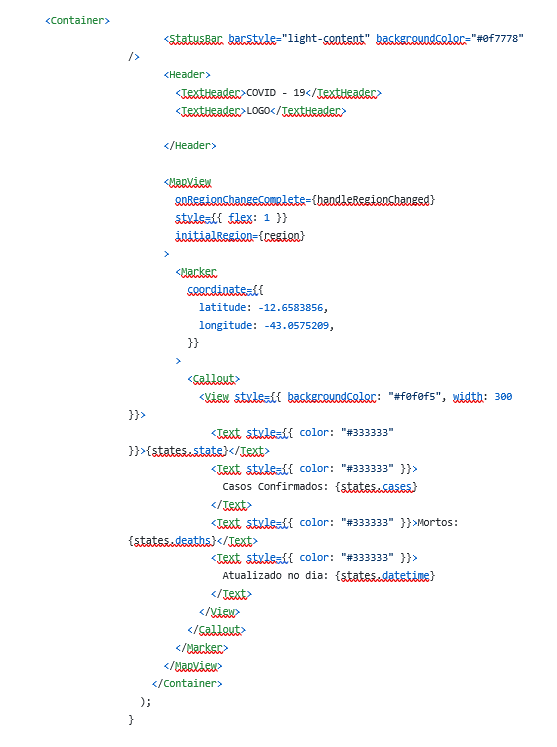 <Container>
<StatusBar barStyle="light-content" backgroundColor="#0f7778"
/>
<Header>
<TextHeader>COVID - 19</TextHeader>
<TextHeader>LOGO</TextHeader>
</Header>
<MapView
onRegionChangeComplete={handleRegionChanged}
style={{ flex: 1 }}
initialRegion={region}
>
<Marker
coordinate={{
latitude: -12.6583856,
longitude: -43.0575209,
}}
>
<Callout>
<View style={{ backgroundColor: "#f0f0f5", width: 300
}}>
<Text style={{ color: "#333333"
}}>{states.state}</Text>
<Text style={{ color: "#333333" }}>
Casos Confirmados: {states.cases}
</Text>
<Text style={{ color: "#333333" }}>Mortos:
{states.deaths}</Text>
<Text style={{ color: "#333333" }}>
Atualizado no dia: {states.datetime}
</Text>
</View>
</Callout>
</Marker>
</MapView>
</Container>
);
}